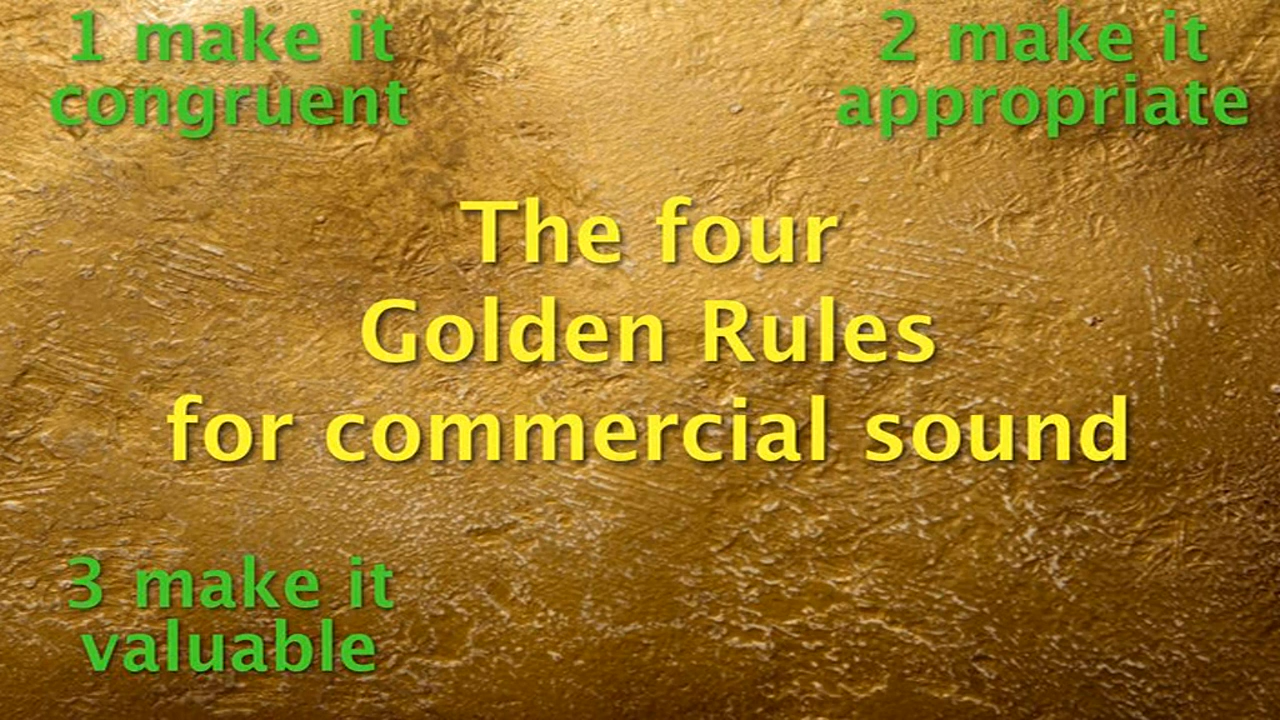 1 make it
congruent
2 make it
appropriate
The four
Golden Rules
for commercial sound
3 make it
valuable